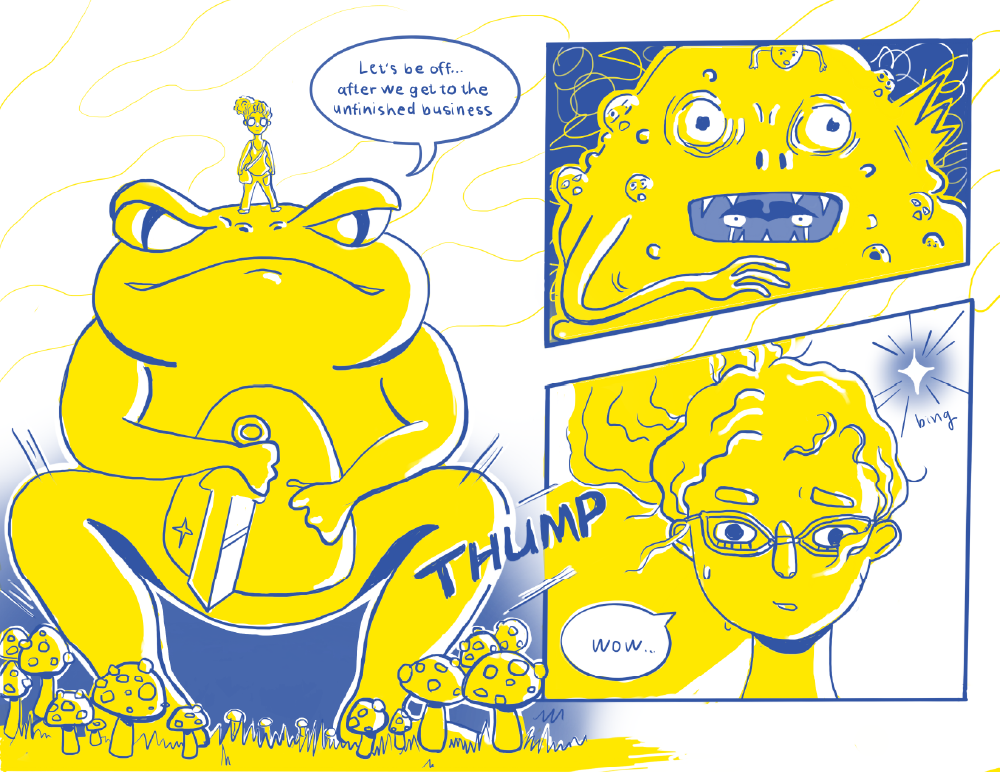 Let's be off...
after we get to the
unfinished business
THUMP
bing
wow...